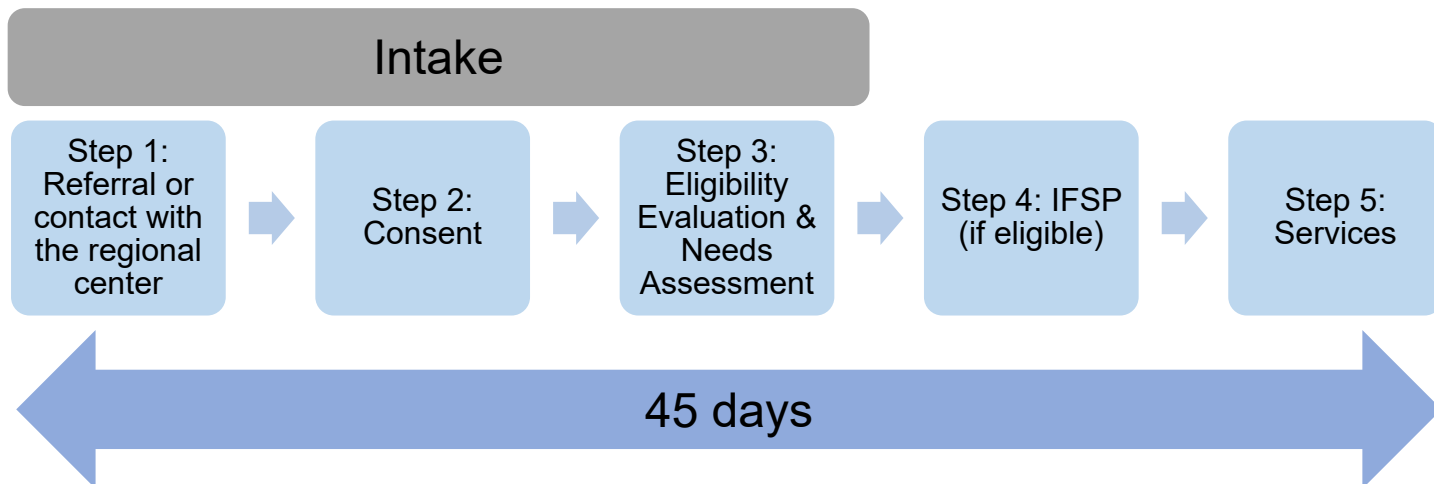 Intake
Step 1:
Referral or
contact with
the regional
center
Step 2:
Consent
Step 3:
Eligibility
Evaluation &
Needs
Assessment
Step 4: IFSP
(if eligible)
Step 5:
Services
45 days